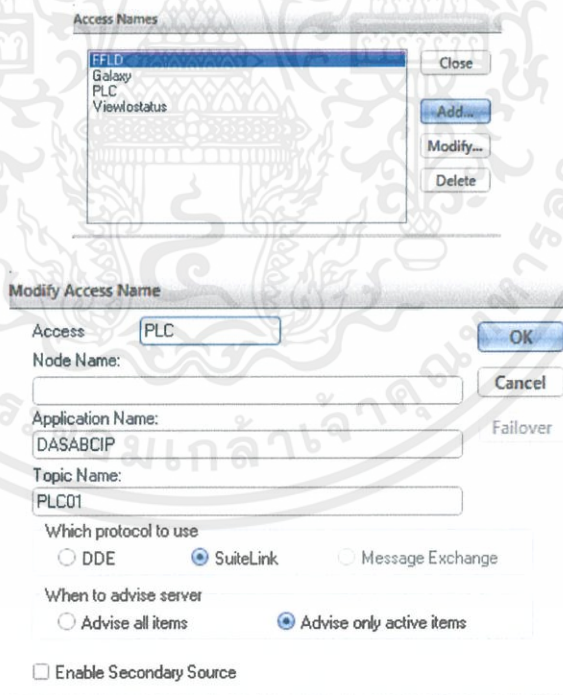 Access Names
FFLD
Galaxy
PLC
ViewIostatus
Close
Add...
Modify...
Delete
Modify Access Name
Access PLC
Node Name:
Application Name:
DASABCIP
Topic Name:
PLC01
Which protocol to use
DDE SuiteLink Message Exchange
When to advise server
Advise all items Advise only active items
Enable Secondary Source
OK
Cancel
Failover